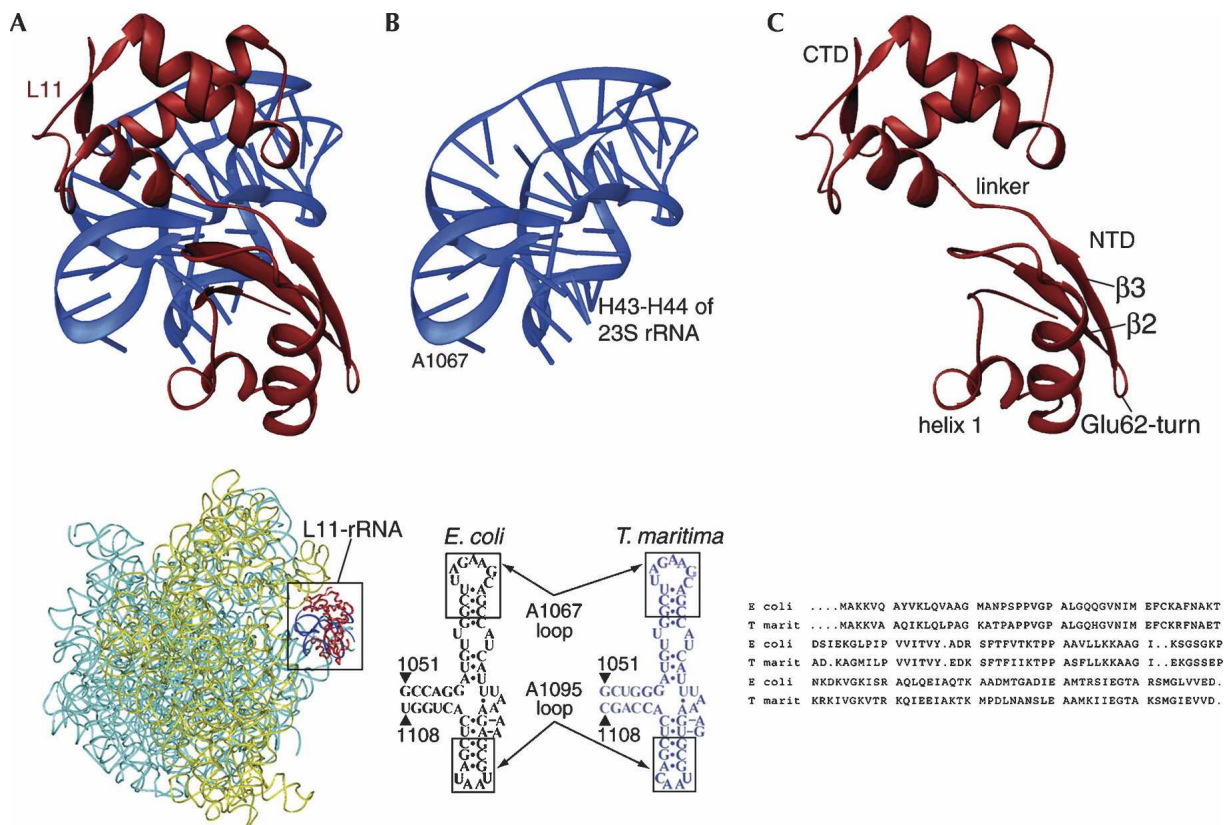 A
B
C
L11
A1067
H43-H44 of
23S rRNA
CTD
linker
NTD
β3
β2
helix 1
Glu62-turn
L11-rRNA
E. coli
T. maritima
A1067
loop
A1095
loop
1051
GCCAGG
1108
1051
GCUGGG
1108
E coli ....MAKKVQ AYVKLQVAAG MANPSPPVGP ALGQQGVNIM EFCKAFNAKT
T marit ....MAKKVA AQIKLQLPAG KATPAPPVGP ALGQHGVNIM EFCKRFNAET
E coli DSIEKGLPIP VVITVY.ADR SFTFVTKTPP AAVLLKKAAG I..KSGSGKP
T marit AD.KAGMILP VVITVY.EDK SFTFIIKTPP ASFLLKKAAG I..EKGSSEP
E coli NKDKVGKISR AQLQEIAQTK AADMTGADIE AMTRSIEGTA RSMGLVVED.
T marit KRKIVGKVTR KQIEEIAKTK MPDLNANSLE AAMKIIEGTA KSMGIEVVD.